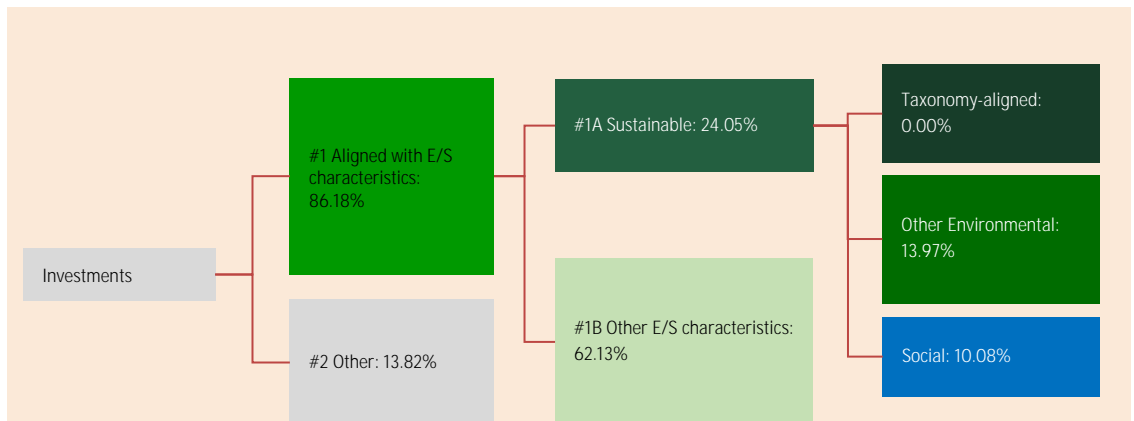 Investments
#1 Aligned with E/S
characteristics:
86.18%
#2 Other: 13.82%
#1A Sustainable: 24.05%
#1B Other E/S characteristics:
62.13%
Taxonomy-aligned:
0.00%
Other Environmental:
13.97%
Social: 10.08%